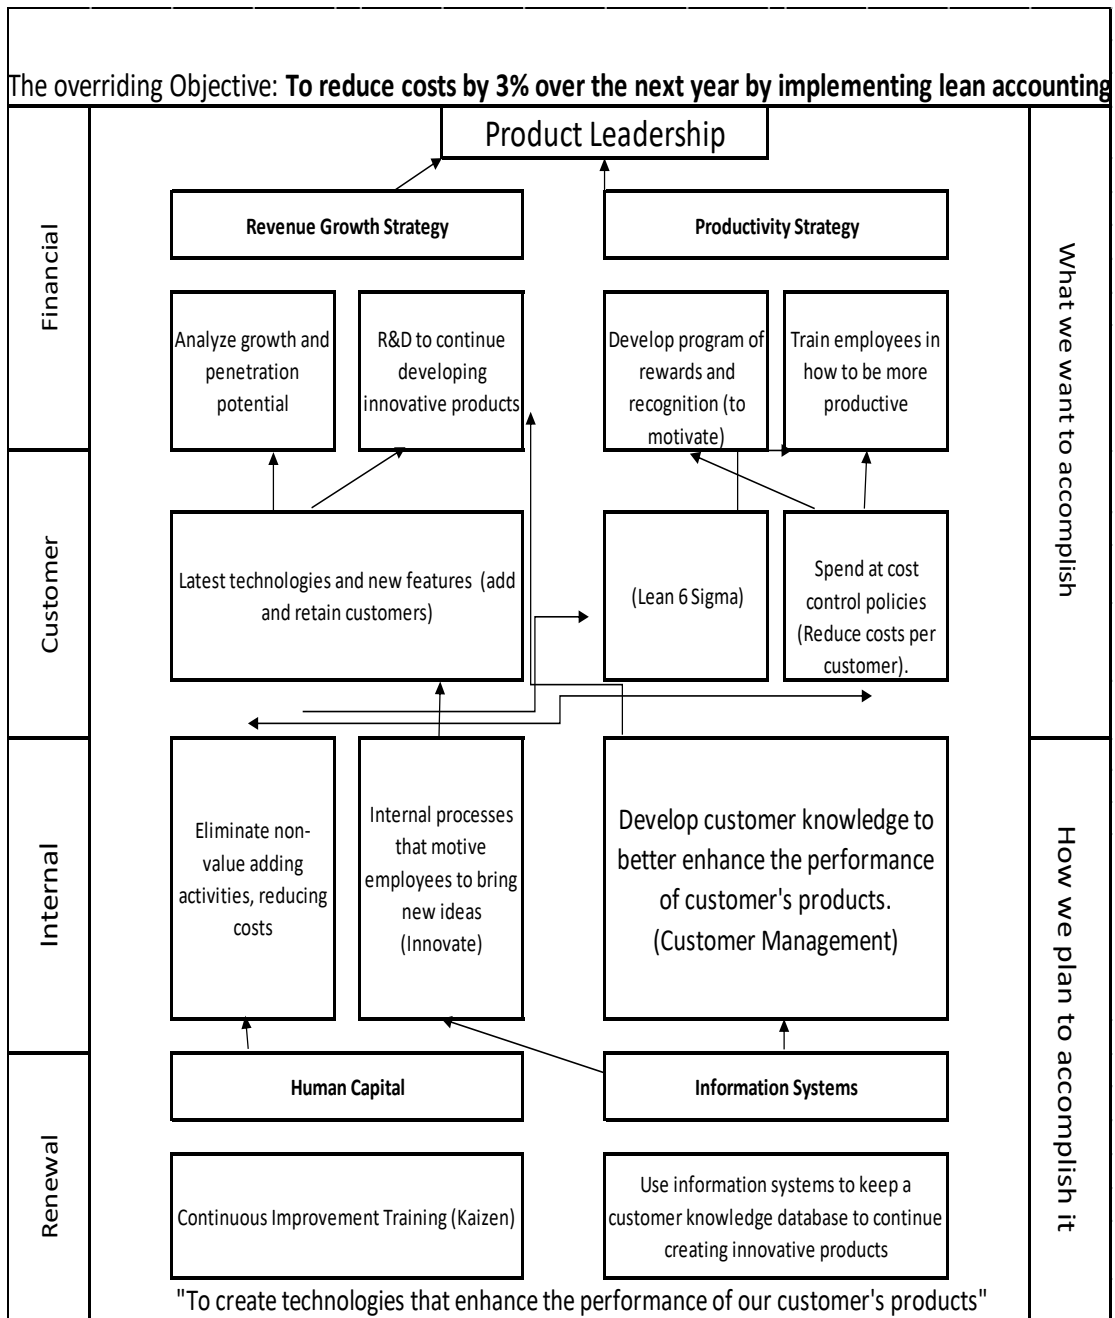 The overriding Objective: To reduce costs by 3% over the next year by implementing lean accounting
Product Leadership
Financial
Revenue Growth Strategy
Productivity Strategy
What we want to accomplish
Analyze growth and
penetration
potential
R&D to continue
developing
innovative products
Develop program of
rewards and
recognition (to
motivate)
Train employees in
how to be more
productive
Customer
Latest technologies and new features (add
and retain customers)
(Lean 6 Sigma)
Spend at cost
control policies
(Reduce costs per
customer).
Internal
Eliminate non-
value adding
activities, reducing
costs
Internal processes
that motive
employees to bring
new ideas
(Innovate)
Develop customer knowledge to
better enhance the performance
of customer's products.
(Customer Management)
How we plan to accomplish it
Renewal
Human Capital
Information Systems
Continuous Improvement Training (Kaizen)
Use information systems to keep a
customer knowledge database to continue
creating innovative products
"To create technologies that enhance the performance of our customer's products"